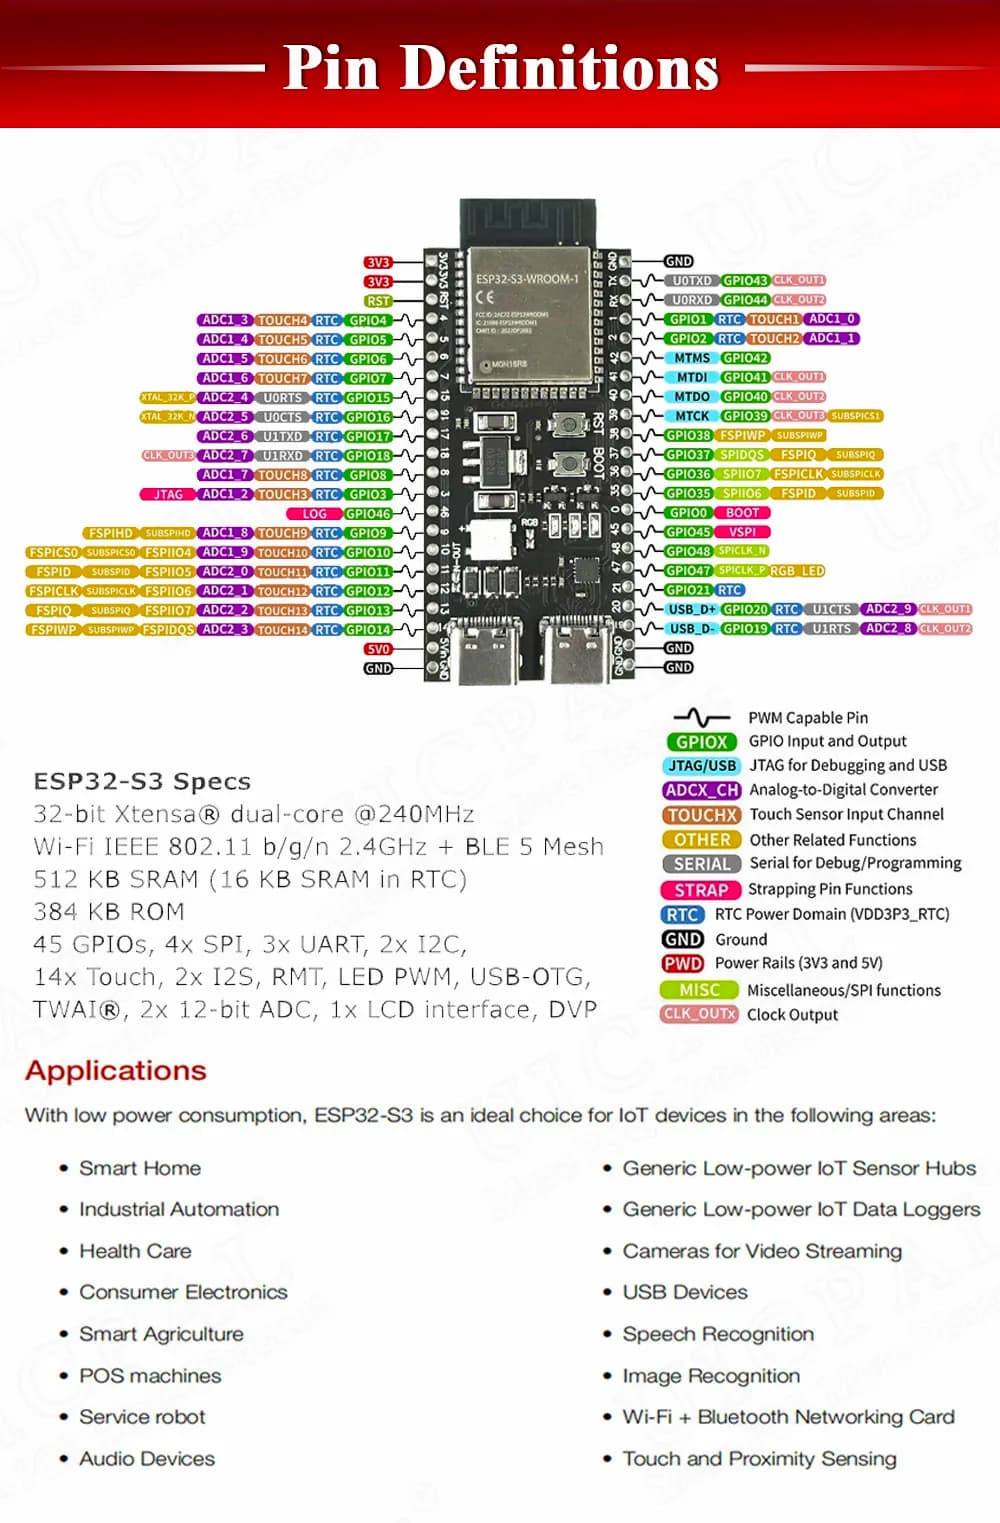 Pin Definitions
3V3 3V3 GND GND
3V3 3V3 TX U0TXD GPIO43 CLK_OUT1
RST RST RX U0RXD GPIO44 CLK_OUT2
ADC1_3 TOUCH4 RTC GPIO4 4 1 GPIO1 RTC TOUCH1 ADC1_0
ADC1_4 TOUCH5 RTC GPIO5 5 2 GPIO2 RTC TOUCH2 ADC1_1
ADC1_5 TOUCH6 RTC GPIO6 6 42 MTMS GPIO42
ADC1_6 TOUCH7 RTC GPIO7 7 41 MTDI GPIO41 CLK_OUT1
XTAL_32K_P ADC2_4 U0RTS RTC GPIO15 15 40 MTDO GPIO40 CLK_OUT2
XTAL_32K_N ADC2_5 U0CTS RTC GPIO16 16 39 MTCK GPIO39 CLK_OUT3 SUBSPICS1
ADC2_6 U1TXD RTC GPIO17 17 38 GPIO38 FSPIWP SUBSPIWP
CLK_OUT3 ADC2_7 U1RXD RTC GPIO18 18 37 GPIO37 SPIDQS FSPIQ SUBSPIQ
ADC1_7 TOUCH8 RTC GPIO8 8 36 GPIO36 SPIIO7 FSPICLK SUBSPICLK
JTAG ADC1_2 TOUCH3 RTC GPIO3 3 35 GPIO35 SPIIO6 FSPID SUBSPID
LOG GPIO46 46 0 GPIO0 BOOT
FSPIHD SUBSPIHD ADC1_8 TOUCH9 RTC GPIO9 9 45 GPIO45 VSPI
FSPICS0 SUBSPICS0 FSPIIO4 ADC1_9 TOUCH10 RTC GPIO10 10 48 GPIO48 SPICLK_N
FSPID SUBSPID FSPIIO5 ADC2_0 TOUCH11 RTC GPIO11 11 47 GPIO47 SPICLK_P RGB_LED
FSPICLK SUBSPICLK FSPIIO6 ADC2_1 TOUCH12 RTC GPIO12 12 21 GPIO21 RTC
FSPIQ SUBSPIQ FSPIIO7 ADC2_2 TOUCH13 RTC GPIO13 13 20 USB_D+ GPIO20 RTC U1CTS ADC2_9 CLK_OUT1
FSPIWP SUBSPIWP FSPIDQS ADC2_3 TOUCH14 RTC GPIO14 14 19 USB_D- GPIO19 RTC U1RTS ADC2_8 CLK_OUT2
5V0 5Vin GND GND
GND GND GND GND
ESP32-S3-WROOM-1
CE
MCN16R8
RST
BOOT
RGB
IN-OUT
PWM Capable Pin
GPIOX GPIO Input and Output
JTAG/USB JTAG for Debugging and USB
ADCX_CH Analog-to-Digital Converter
TOUCHX Touch Sensor Input Channel
OTHER Other Related Functions
SERIAL Serial for Debug/Programming
STRAP Strapping Pin Functions
RTC RTC Power Domain (VDD3P3_RTC)
GND Ground
PWD Power Rails (3V3 and 5V)
MISC Miscellaneous/SPI functions
CLK_OUTx Clock Output
ESP32-S3 Specs
32-bit Xtensa® dual-core @240MHz
Wi-Fi IEEE 802.11 b/g/n 2.4GHz + BLE 5 Mesh
512 KB SRAM (16 KB SRAM in RTC)
384 KB ROM
45 GPIOs, 4x SPI, 3x UART, 2x I2C,
14x Touch, 2x I2S, RMT, LED PWM, USB-OTG,
TWAI®, 2x 12-bit ADC, 1x LCD interface, DVP
Applications
With low power consumption, ESP32-S3 is an ideal choice for IoT devices in the following areas:
• Smart Home
• Industrial Automation
• Health Care
• Consumer Electronics
• Smart Agriculture
• POS machines
• Service robot
• Audio Devices
• Generic Low-power IoT Sensor Hubs
• Generic Low-power IoT Data Loggers
• Cameras for Video Streaming
• USB Devices
• Speech Recognition
• Image Recognition
• Wi-Fi + Bluetooth Networking Card
• Touch and Proximity Sensing